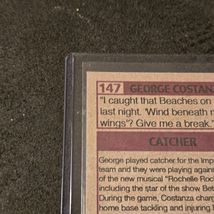 147 GEORGE COSTANZ
"I caught that Beaches on
last night. 'Wind beneath m
wings'? Give me a break."
CATCHER
George played catcher for the Imp
team and they were playing again
of the new musical "Rochelle Roc
including the star of the show Bet
During the game, Costanza charg
home base tackling and injuring